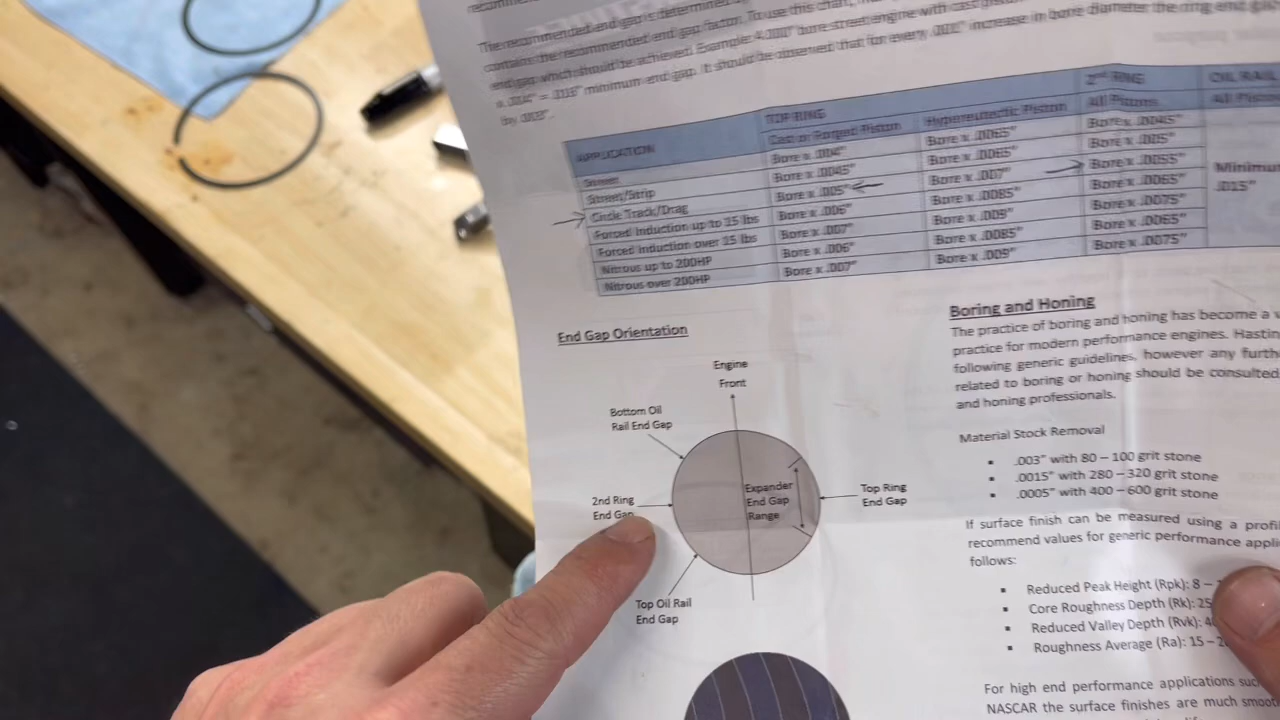 The recommended end gap is determined
contains the recommended end gap factor. To use this chart,
end gap which should be achieved. Example: 4.000" bore street engine with cast
x .004" = .016" minimum end gap. It should be observed that for every .001" increase in bore diameter the ring end gap
by .003".
TOP RING
2nd RING
OIL RAIL
APPLICATION
Cast or Forged Piston
Hypereutectic Piston
All Pistons
Street
Bore x .004"
Bore x .0065"
Bore x .0045"
Street/Strip
Bore x .0045"
Bore x .0065"
Bore x .005"
Circle Track/Drag
Bore x .005"
Bore x .007"
Bore x .0055"
Minimum
.015"
Forced Induction up to 15 lbs
Bore x .006"
Bore x .0085"
Bore x .0065"
Forced Induction over 15 lbs
Bore x .007"
Bore x .009"
Bore x .0075"
Nitrous up to 200HP
Bore x .006"
Bore x .0085"
Bore x .0065"
Nitrous over 200HP
Bore x .007"
Bore x .009"
Bore x .0075"
End Gap Orientation
Engine
Front
Bottom Oil
Rail End Gap
2nd Ring
End Gap
Expander
End Gap
Range
Top Ring
End Gap
Top Oil Rail
End Gap
Boring and Honing
The practice of boring and honing has become a
practice for modern performance engines.
following generic guidelines, however any
related to boring or honing should be consulted
and honing professionals.
Material Stock Removal
▪ .003" with 80 – 100 grit stone
▪ .0015" with 280 – 320 grit stone
▪ .0005" with 400 – 600 grit stone
If surface finish can be measured using a
recommend values for generic performance
follows:
▪ Reduced Peak Height (Rpk): 8 –
▪ Core Roughness Depth (Rk): 25
▪ Reduced Valley Depth (Rvk):
▪ Roughness Average (Ra): 15 –
For high end performance applications
NASCAR the surface finishes are much